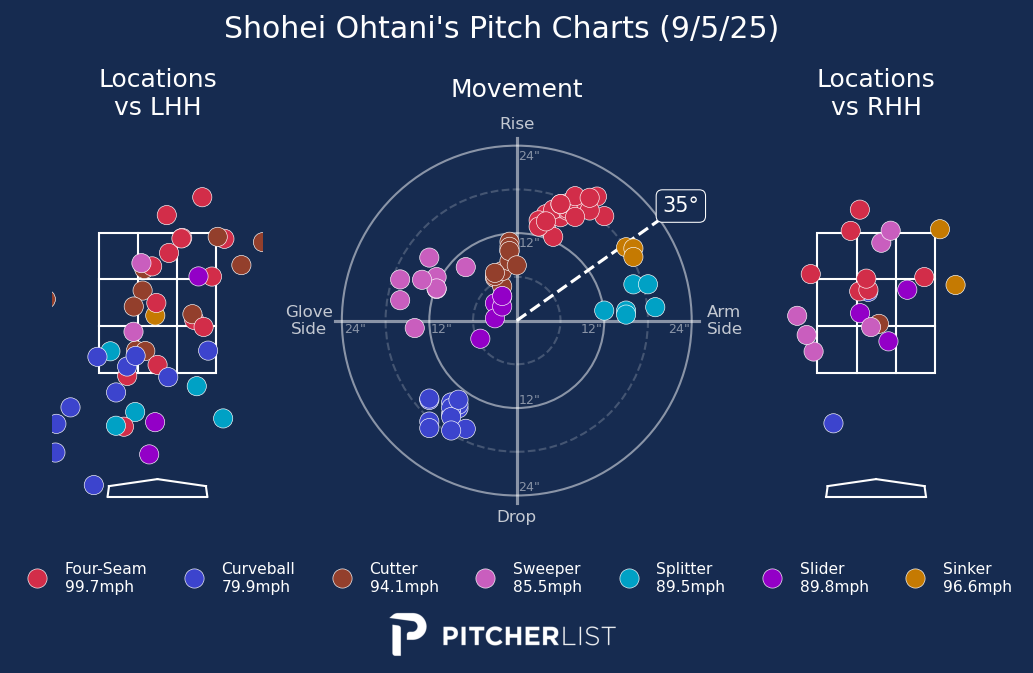 Shohei Ohtani's Pitch Charts (9/5/25)
Locations
vs LHH
Movement
Locations
vs RHH
Rise
24"
35°
12"
Glove
Side
24"
12"
12"
24"
Arm
Side
12"
24"
Drop
Four-Seam
99.7mph
Curveball
79.9mph
Cutter
94.1mph
Sweeper
85.5mph
Splitter
89.5mph
Slider
89.8mph
Sinker
96.6mph
PITCHERLIST